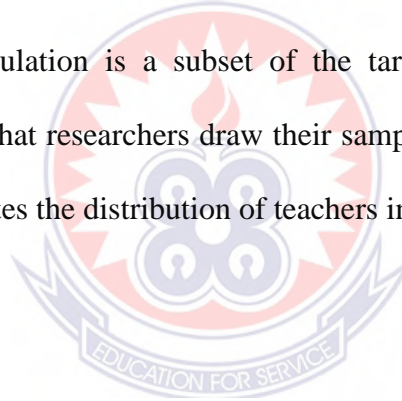 ulation is a subset of the tar
hat researchers draw their samp
tes the distribution of teachers in
EDUCATION FOR SERVICE